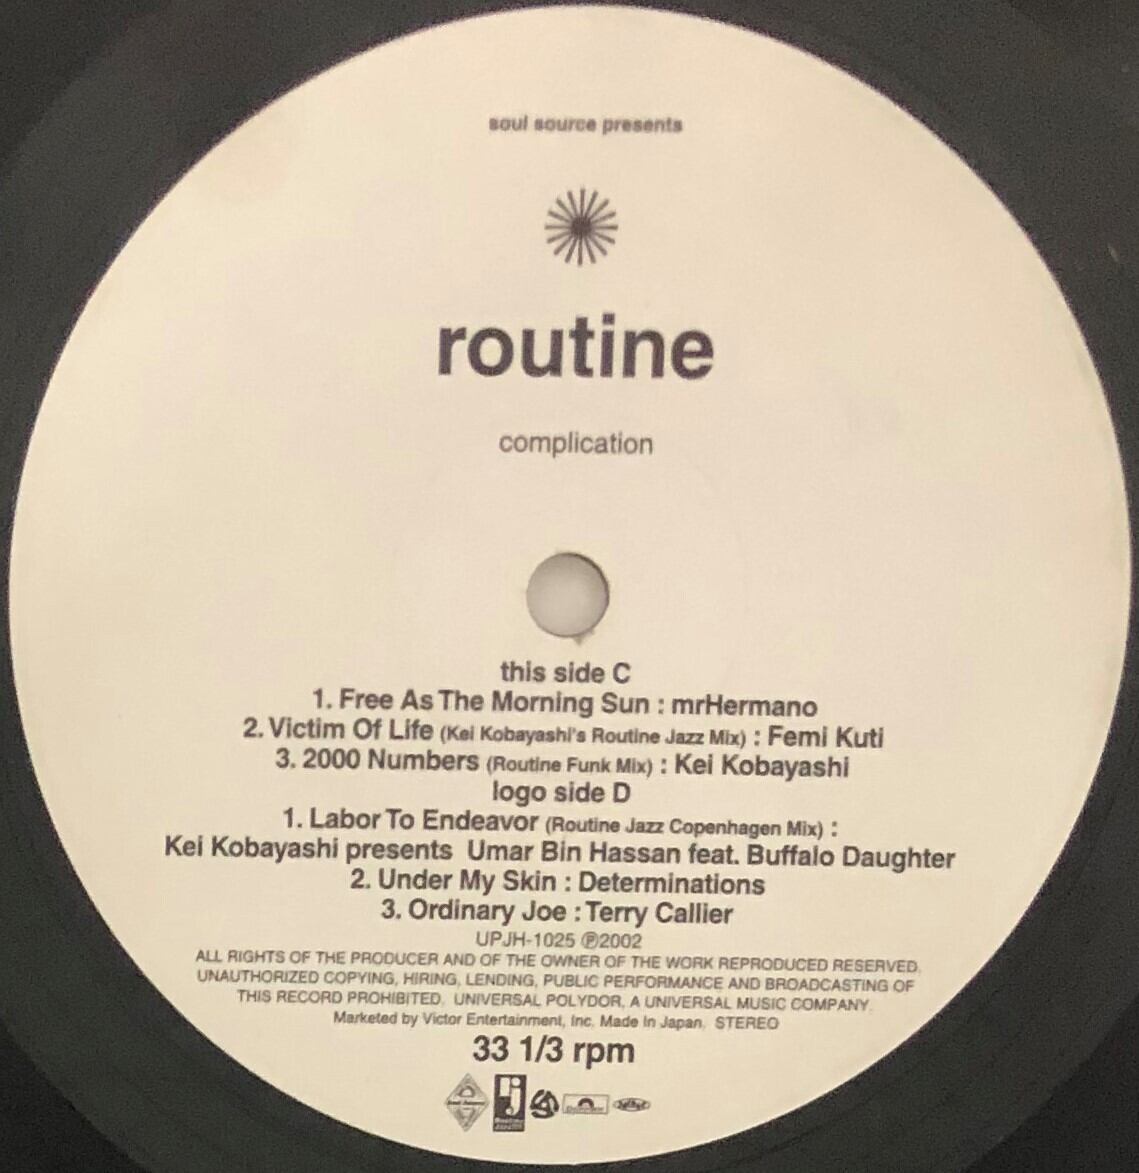 soul source presents
routine
complication
this side C
1. Free As The Morning Sun : mrHermano
2. Victim Of Life (Kei Kobayashi's Routine Jazz Mix) : Femi Kuti
3. 2000 Numbers (Routine Funk Mix) : Kei Kobayashi
logo side D
1. Labor To Endeavor (Routine Jazz Copenhagen Mix) :
Kei Kobayashi presents Umar Bin Hassan feat. Buffalo Daughter
2. Under My Skin : Determinations
3. Ordinary Joe : Terry Callier
UPJH-1025 ℗2002
ALL RIGHTS OF THE PRODUCER AND OF THE OWNER OF THE WORK REPRODUCED RESERVED.
UNAUTHORIZED COPYING, HIRING, LENDING, PUBLIC PERFORMANCE AND BROADCASTING OF
THIS RECORD PROHIBITED. UNIVERSAL POLYDOR, A UNIVERSAL MUSIC COMPANY.
Marketed by Victor Entertainment, Inc. Made In Japan. STEREO
33 1/3 rpm
rj